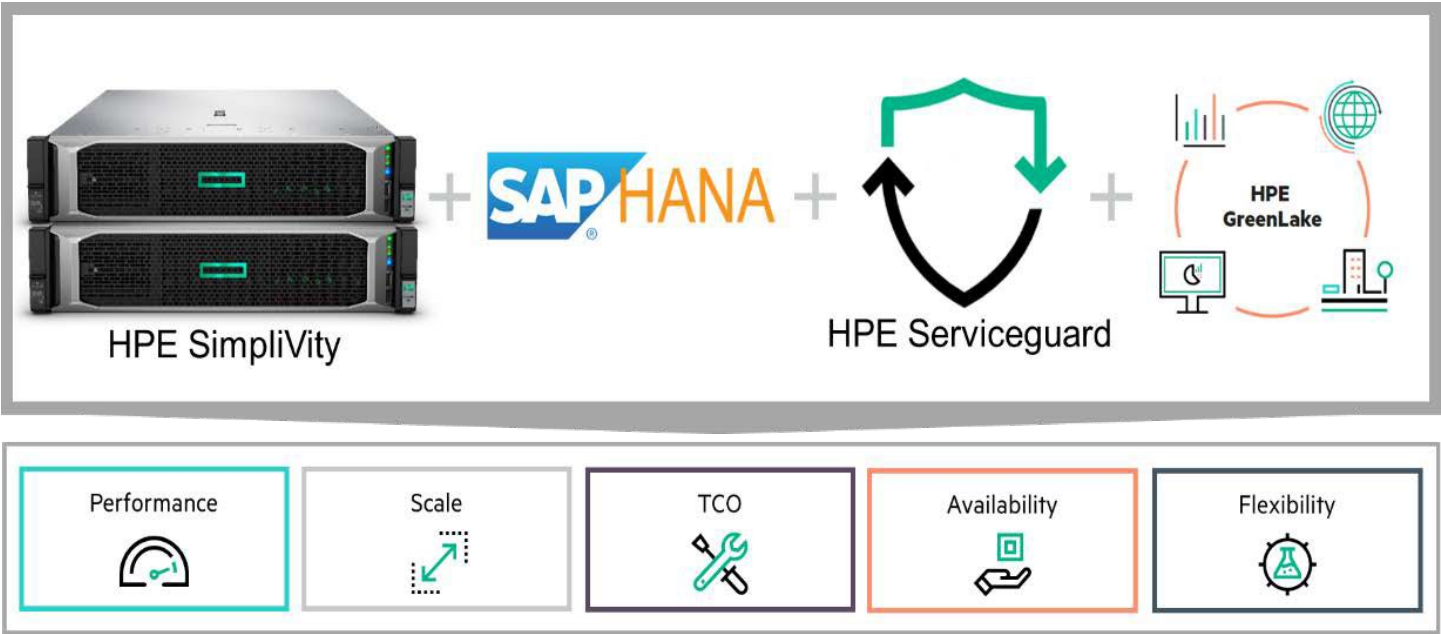 SAP HANA
®
HPE
GreenLake
HPE SimpliVity
HPE Serviceguard
Performance
Scale
TCO
Availability
Flexibility